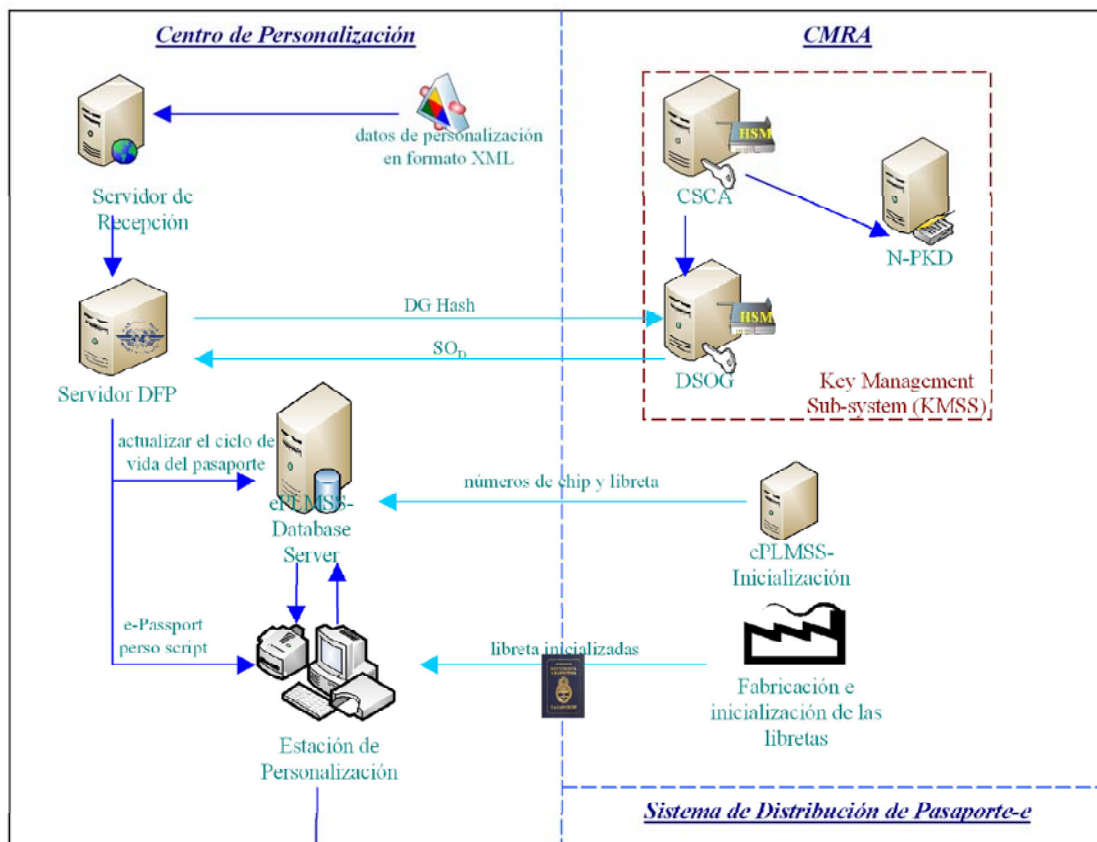 Centro de Personalización
CMRA
datos de personalización
en formato XML
HSM
Servidor de
Recepción
CSCA
N-PKD
DG Hash
HSM
SO_D
Servidor DFP
DSOG
Key Management
Sub-system (KMSS)
actualizar el ciclo de
vida del pasaporte
números de chip y libreta
ePLMSS-
Database
Server
ePLMSS-
Inicialización
e-Passport
perso script
libreta inicializadas
Fabricación e
inicialización de las
libretas
Estación de
Personalización
Sistema de Distribución de Pasaporte-e